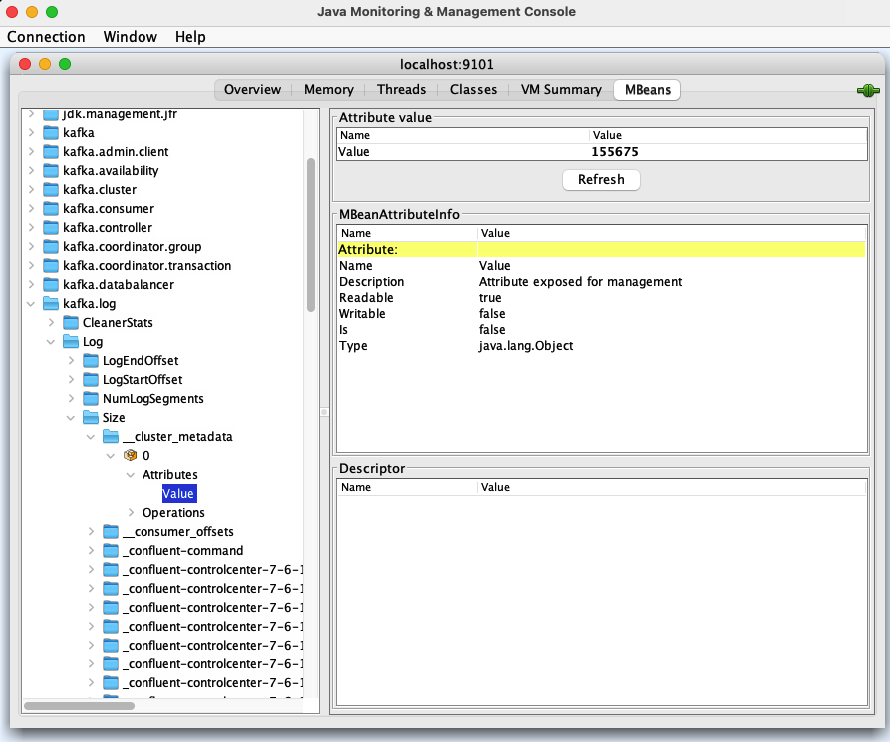 Java Monitoring & Management Console
Connection Window Help
localhost:9101
Overview Memory Threads Classes VM Summary MBeans
jdk.management.jfr
kafka
kafka.admin.client
kafka.availability
kafka.cluster
kafka.consumer
kafka.controller
kafka.coordinator.group
kafka.coordinator.transaction
kafka.databalancer
kafka.log
CleanerStats
Log
LogEndOffset
LogStartOffset
NumLogSegments
Size
__cluster_metadata
0
Attributes
Value
Operations
__consumer_offsets
_confluent-command
_confluent-controlcenter-7-6-1
_confluent-controlcenter-7-6-1
_confluent-controlcenter-7-6-1
_confluent-controlcenter-7-6-1
_confluent-controlcenter-7-6-1
_confluent-controlcenter-7-6-1
_confluent-controlcenter-7-6-1
Attribute value
Name Value
Value 155675
Refresh
MBeanAttributeInfo
Name Value
Attribute:
Name Value
Description Attribute exposed for management
Readable true
Writable false
Is false
Type java.lang.Object
Descriptor
Name Value